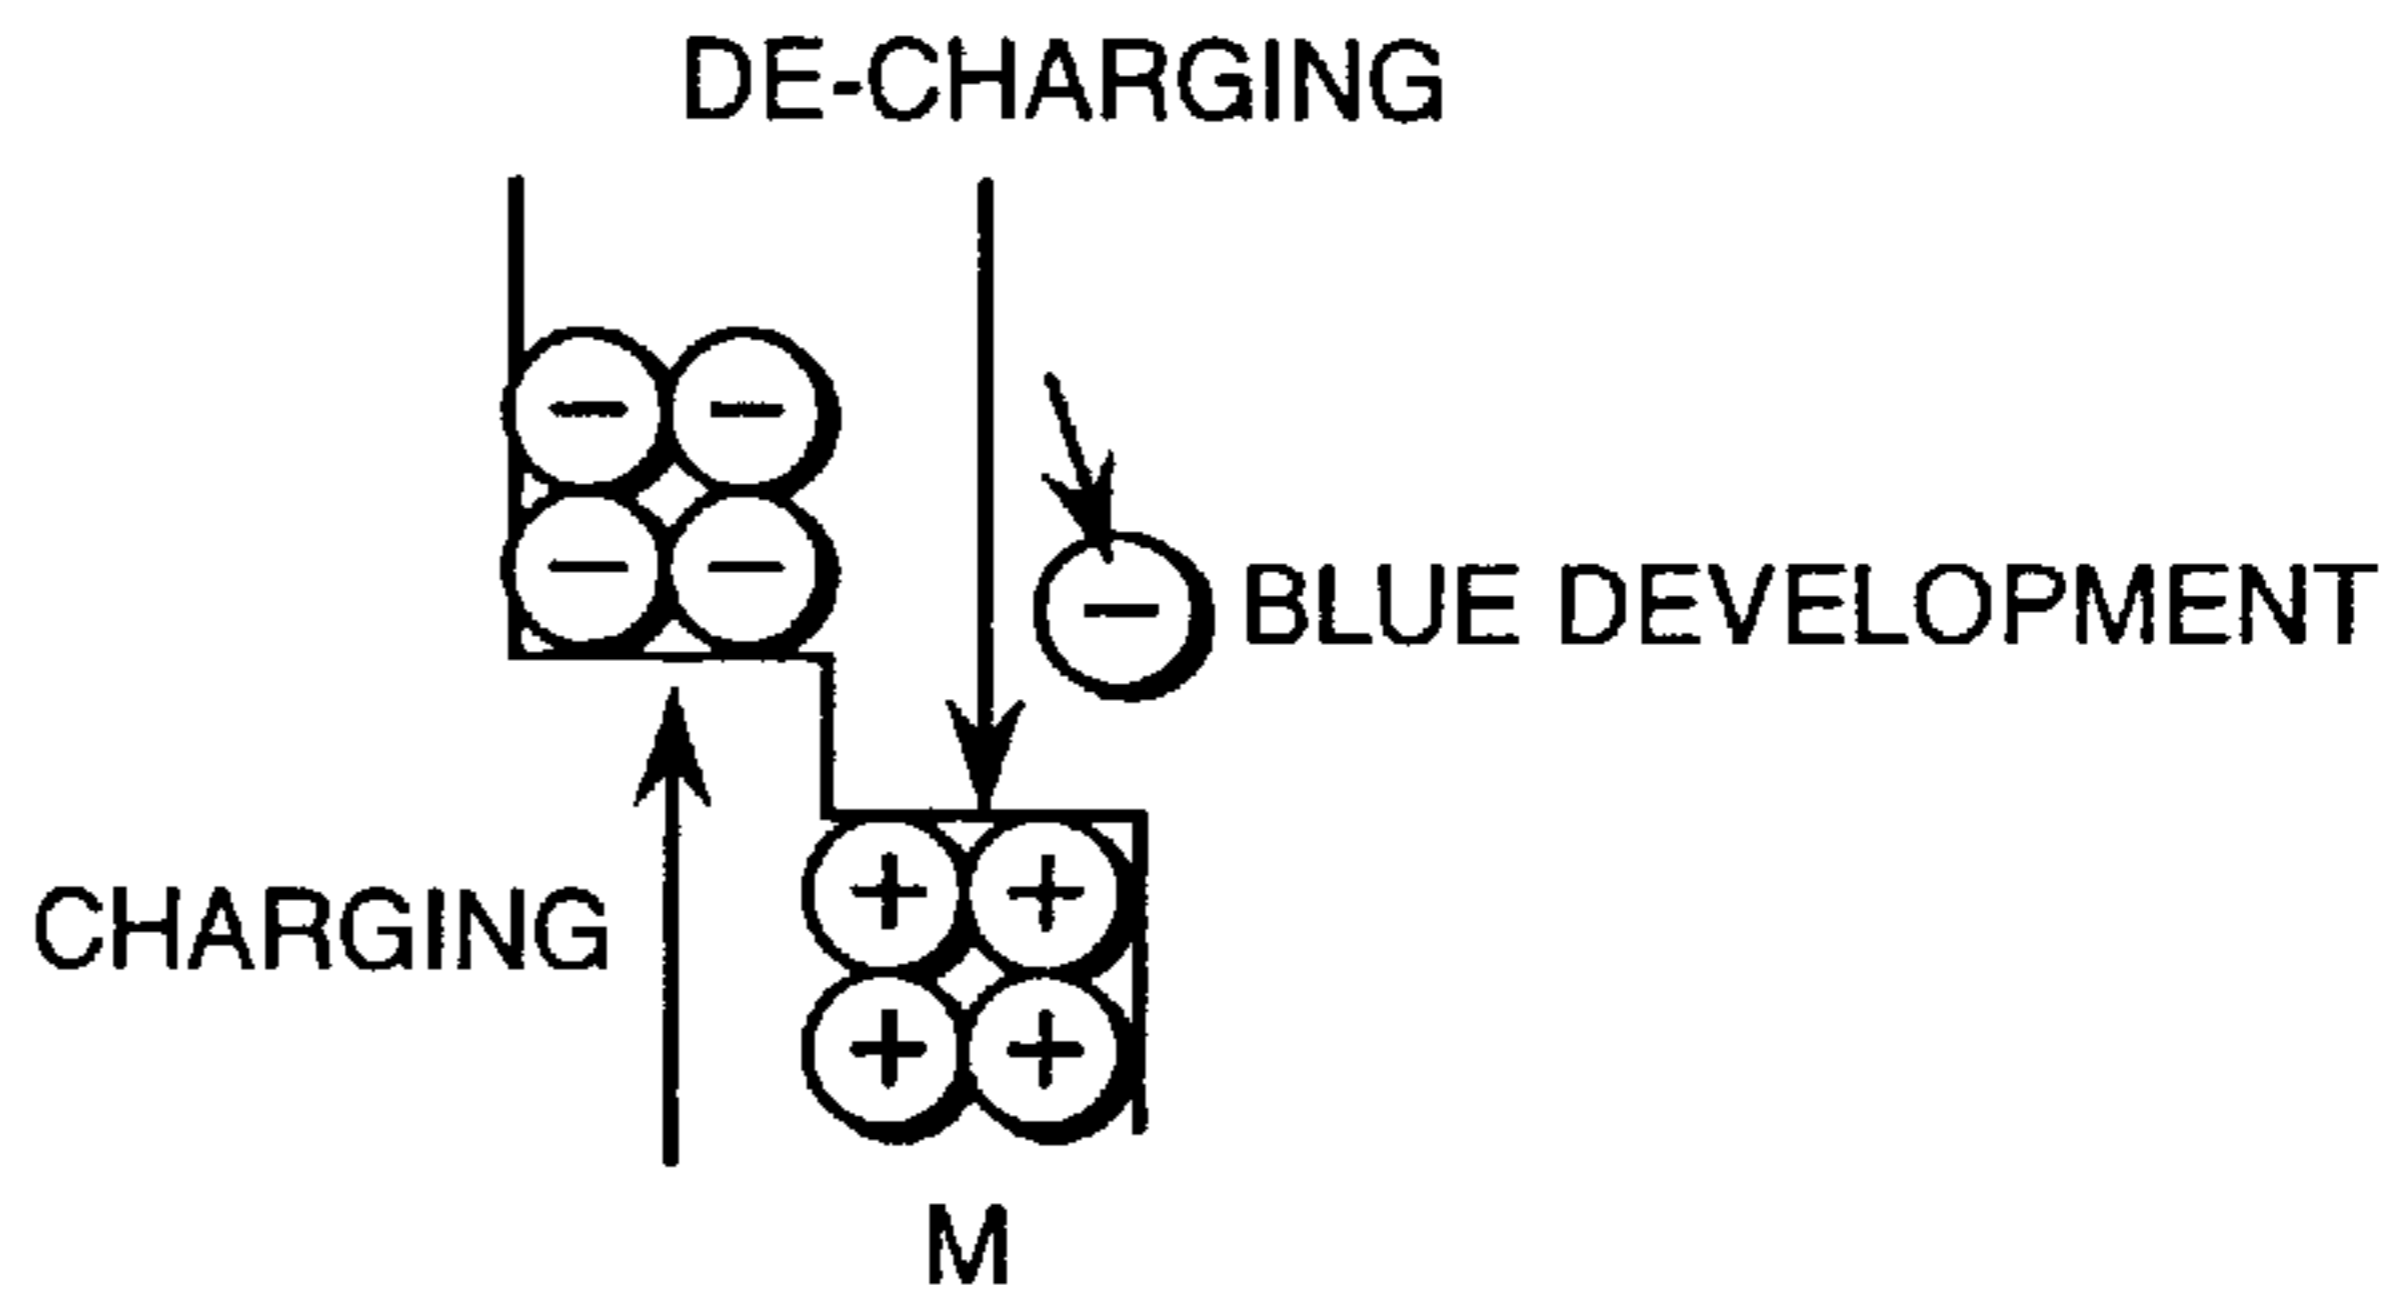 DE-CHARGING
− −
− −
− BLUE DEVELOPMENT
CHARGING
+ +
+ +
M